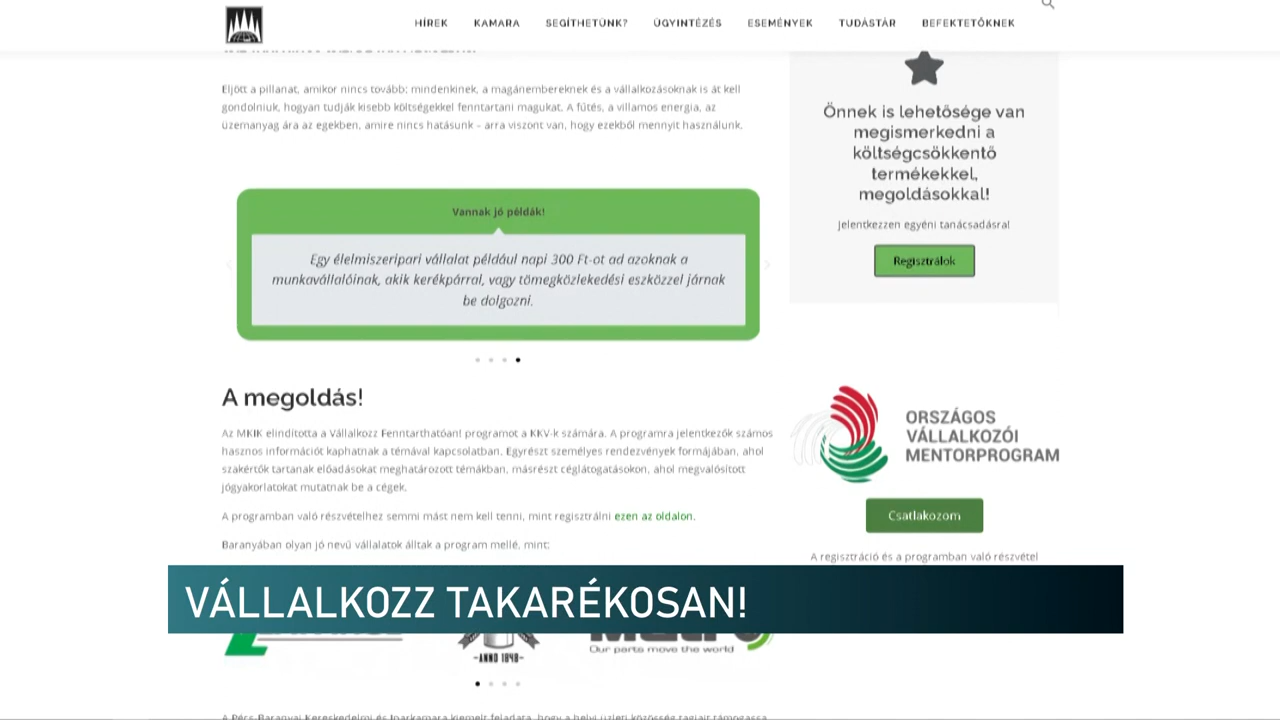 HÍREK KAMARA SEGÍTHETÜNK? ÜGYINTÉZÉS ESEMÉNYEK TUDÁSTÁR BEFEKTETŐKNEK
Eljött a pillanat, amikor nincs tovább: mindenkinek, a magánembereknek és a vállalkozásoknak is át kell
gondolniuk, hogyan tudják kisebb költségekkel fenntartani magukat. A fűtés, a villamos energia, az
üzemanyag ára az egekben, amire nincs hatásunk – arra viszont van, hogy ezekből mennyit használunk.
Vannak jó példák!
Egy élelmiszeripari vállalat például napi 300 Ft-ot ad azoknak a
munkavállalóinak, akik kerékpárral, vagy tömegközlekedési eszközzel járnak
be dolgozni.
A megoldás!
Az MKIK elindította a Vállalkozz Fenntarthatóan! programot a KKV-k számára. A programra jelentkezők számos
hasznos információt kaphatnak a témával kapcsolatban. Egyrészt személyes rendezvények formájában, ahol
szakértők tartanak előadásokat meghatározott témákban, másrészt céglátogatásokon, ahol megvalósított
jógyakorlatokat mutatnak be a cégek.
A programban való részvételhez semmi mást nem kell tenni, mint regisztrálni ezen az oldalon.
Baranyában olyan jó nevű vállalatok álltak a program mellé, mint:
Önnek is lehetősége van
megismerkedni a
költségcsökkentő
termékekkel,
megoldásokkal!
Jelentkezzen egyéni tanácsadásra!
Regisztrálok
ORSZÁGOS
VÁLLALKOZÓI
MENTORPROGRAM
Csatlakozom
A regisztráció és a programban való részvétel
VÁLLALKOZZ TAKARÉKOSAN!
ANNO 1848
Our parts move the world
A Pécs-Baranyai Kereskedelmi és Iparkamara kiemelt feladata, hogy a helyi üzleti közösség tagjait támogassa